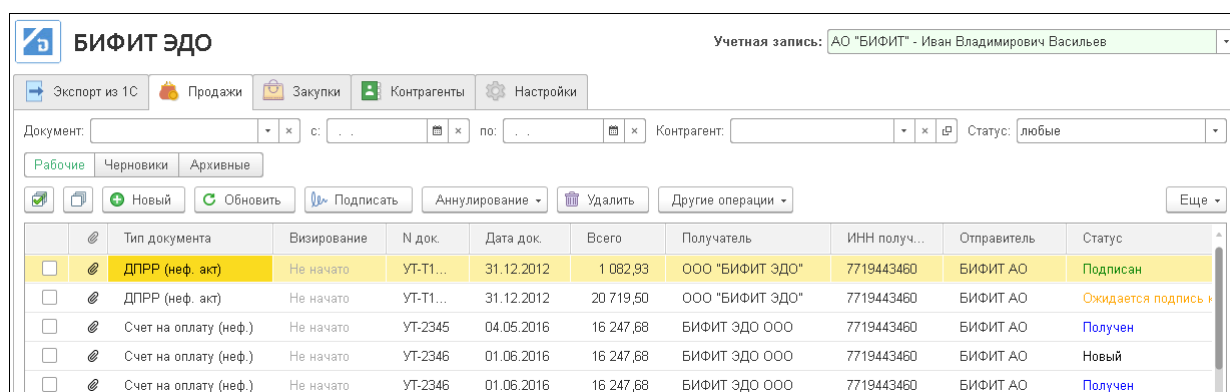 БИФИТ ЭДО
Учетная запись: АО "БИФИТ" - Иван Владимирович Васильев
Экспорт из 1С Продажи Закупки Контрагенты Настройки
Документ: с: . . по: . . Контрагент: Статус: любые
Рабочие Черновики Архивные
Новый Обновить Подписать Аннулирование Удалить Другие операции Еще
Тип документа Визирование N док. Дата док. Всего Получатель ИНН получ... Отправитель Статус
ДПРР (неф. акт) Не начато УТ-Т1... 31.12.2012 1 082,93 ООО "БИФИТ ЭДО" 7719443460 БИФИТ АО Подписан
ДПРР (неф. акт) Не начато УТ-Т1... 31.12.2012 20 719,50 ООО "БИФИТ ЭДО" 7719443460 БИФИТ АО Ожидается подпись к
Счет на оплату (неф.) Не начато УТ-2345 04.05.2016 16 247,68 БИФИТ ЭДО ООО 7719443460 БИФИТ АО Получен
Счет на оплату (неф.) Не начато УТ-2346 01.06.2016 16 247,68 БИФИТ ЭДО ООО 7719443460 БИФИТ АО Новый
Счет на оплату (неф.) Не начато УТ-2346 01.06.2016 16 247,68 БИФИТ ЭДО ООО 7719443460 БИФИТ АО Получен